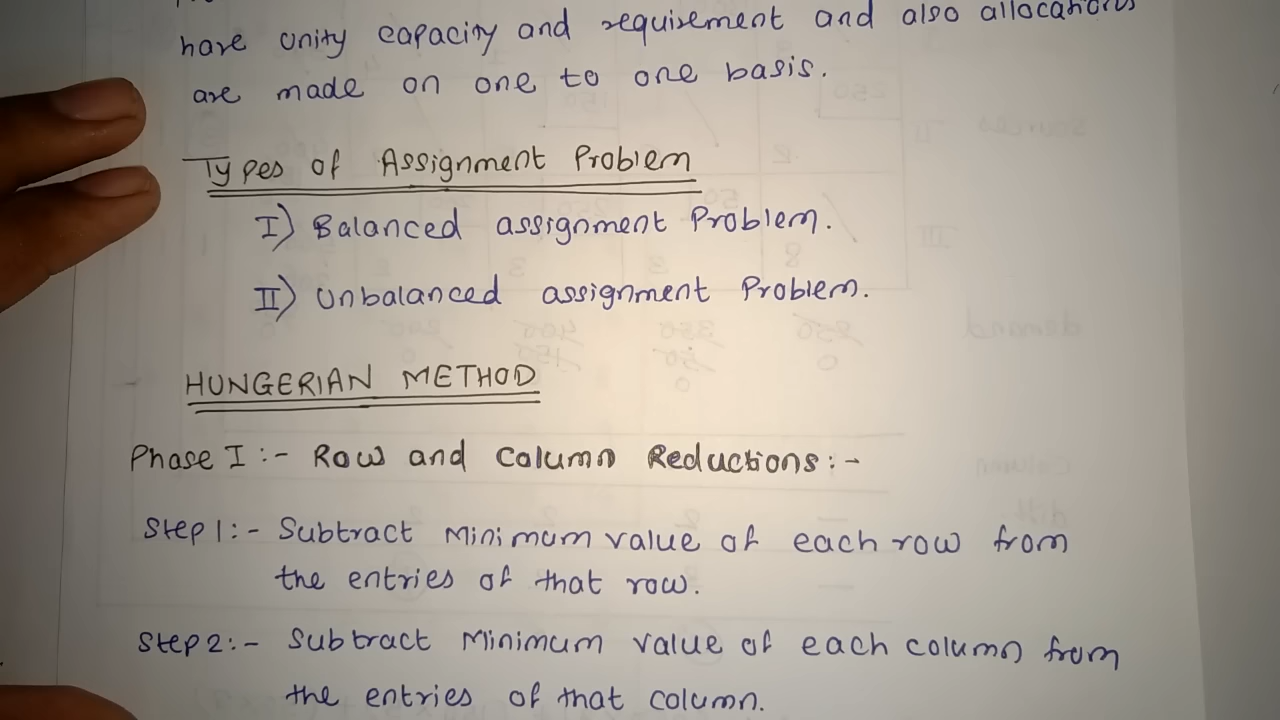 have unity capacity and requirement and also allocations
are made on one to one basis.
Types of Assignment Problem
I) Balanced assignment Problem.
II) Unbalanced assignment Problem.
HUNGERIAN METHOD
Phase I :- Row and Column Reductions :-
Step 1 :- Subtract Minimum value of each row from
the entries of that row.
Step 2 :- Subtract Minimum value of each column from
the entries of that column.